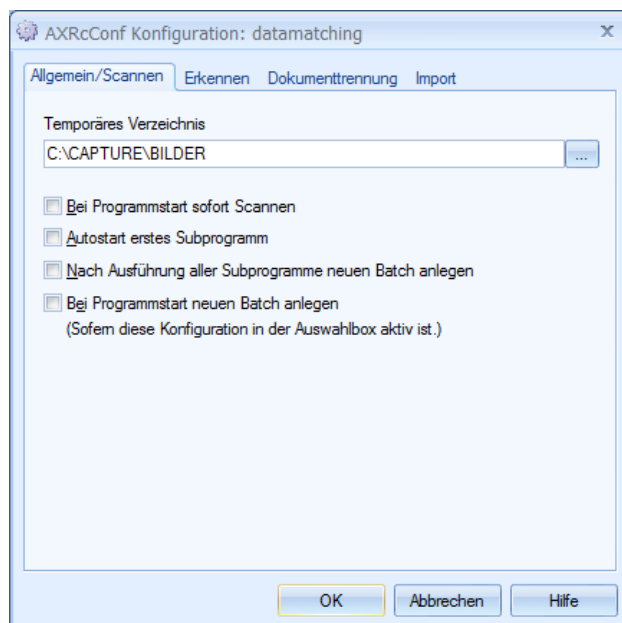 AXRcConf Konfiguration: datamatching
x
Allgemein/Scannen Erkennen Dokumenttrennung Import
Temporäres Verzeichnis
C:\CAPTURE\BILDER ...
Bei Programmstart sofort Scannen
Autostart erstes Subprogramm
Nach Ausführung aller Subprogramme neuen Batch anlegen
Bei Programmstart neuen Batch anlegen
(Sofern diese Konfiguration in der Auswahlbox aktiv ist.)
OK Abbrechen Hilfe